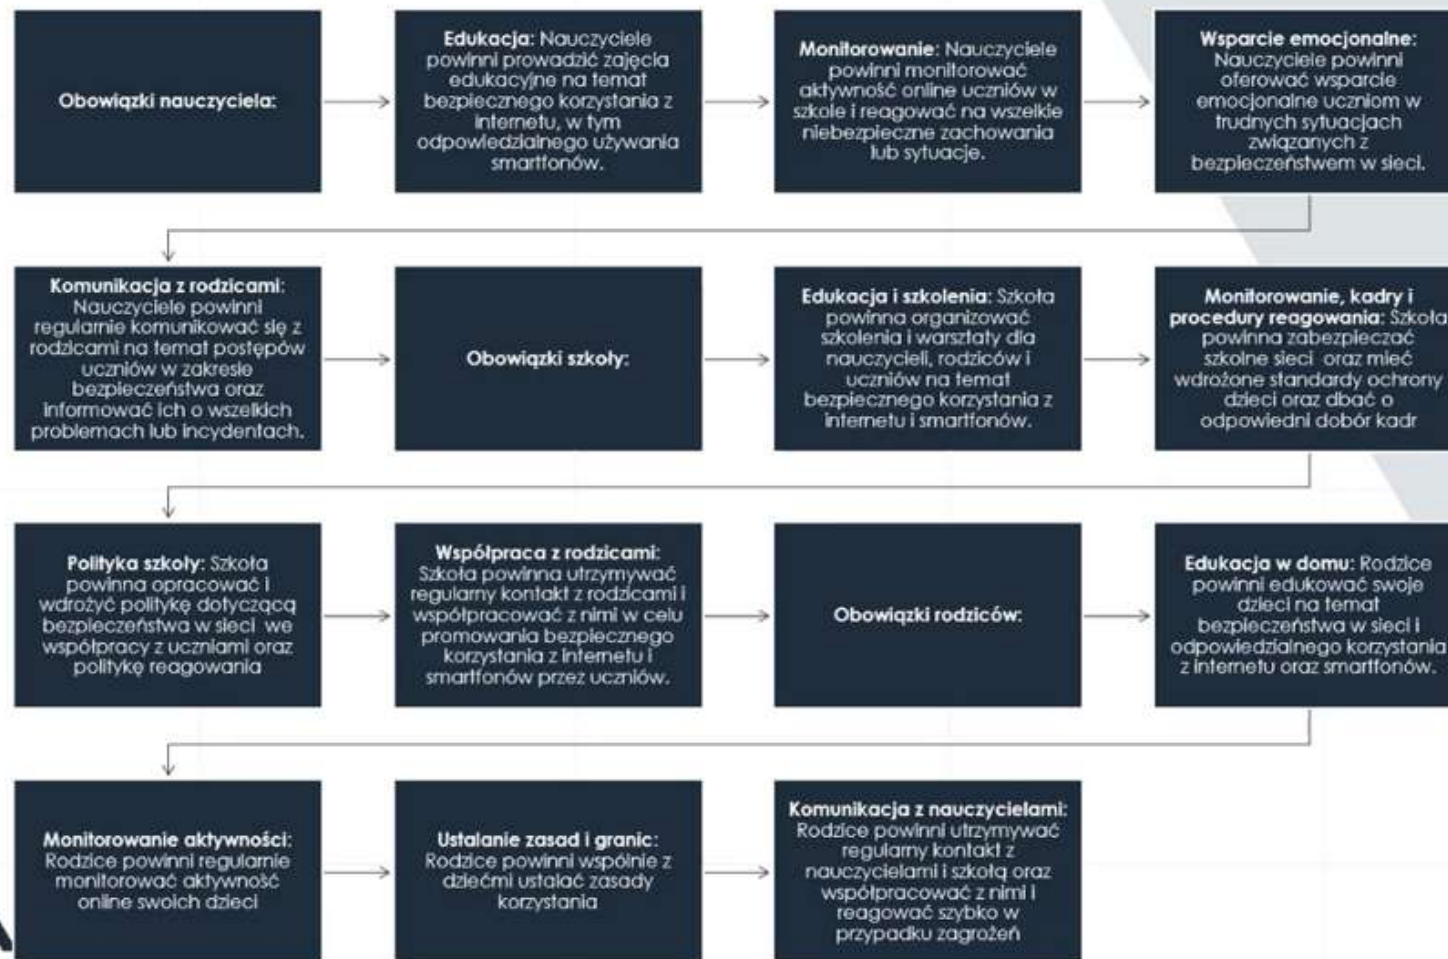 Obowiązki nauczyciela:
Edukacja: Nauczyciele
powinni prowadzić zajęcia
edukacyjne na temat
bezpiecznego korzystania z
internetu, w tym
odpowiedzialnego używania
smartfonów.
Monitorowanie: Nauczyciele
powinni monitorować
aktywność online uczniów w
szkole i reagować na wszelkie
niebezpieczne zachowania
lub sytuacje.
Wsparcie emocjonalne:
Nauczyciele powinni
oferować wsparcie
emocjonalne uczniom w
trudnych sytuacjach
związanych z
bezpieczeństwem w sieci.
Komunikacja z rodzicami:
Nauczyciele powinni
regularnie komunikować się z
rodzicami na temat postępów
uczniów w zakresie
bezpieczeństwa oraz
informować ich o wszelkich
problemach lub incydentach.
Obowiązki szkoły:
Edukacja i szkolenia: Szkoła
powinna organizować
szkolenia i warsztaty dla
nauczycieli, rodziców i
uczniów na temat
bezpiecznego korzystania z
internetu i smartfonów.
Monitorowanie, kadry i
procedury reagowania: Szkoła
powinna zabezpieczać
szkolne sieci oraz mieć
wdrożone standardy ochrony
dzieci oraz dbać o
odpowiedni dobór kadr
Polityka szkoły: Szkoła
powinna opracować i
wdrożyć politykę dotyczącą
bezpieczeństwa w sieci we
współpracy z uczniami oraz
politykę reagowania
Współpraca z rodzicami:
Szkoła powinna utrzymywać
regularny kontakt z rodzicami i
współpracować z nimi w celu
promowania bezpiecznego
korzystania z internetu i
smartfonów przez uczniów.
Obowiązki rodziców:
Edukacja w domu: Rodzice
powinni edukować swoje
dzieci na temat
bezpieczeństwa w sieci i
odpowiedzialnego korzystania
z internetu oraz smartfonów.
Monitorowanie aktywności:
Rodzice powinni regularnie
monitorować aktywność
online swoich dzieci
Ustalanie zasad i granic:
Rodzice powinni wspólnie z
dziećmi ustalać zasady
korzystania
Komunikacja z nauczycielami:
Rodzice powinni utrzymywać
regularny kontakt z
nauczycielami i szkołą oraz
współpracować z nimi i
reagować szybko w
przypadku zagrożeń